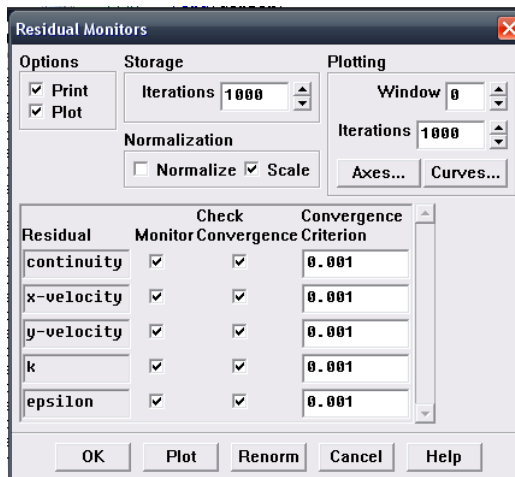 Residual Monitors
Options
Print
Plot
Storage
Iterations 1000
Normalization
Normalize Scale
Plotting
Window 0
Iterations 1000
Axes... Curves...
Residual Monitor Check Convergence Convergence Criterion
continuity 0.001
x-velocity 0.001
y-velocity 0.001
k 0.001
epsilon 0.001
OK Plot Renorm Cancel Help